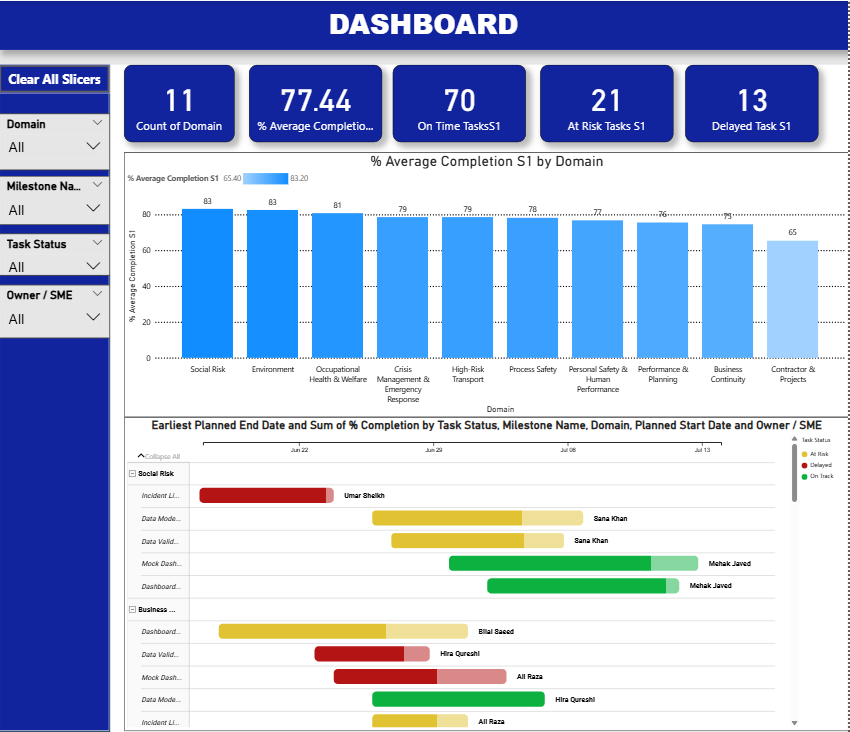 DASHBOARD
Clear All Slicers
Domain
All
Milestone Na...
All
Task Status
All
Owner / SME
All
11
Count of Domain
77.44
% Average Completio...
70
On Time TasksS1
21
At Risk Tasks S1
13
Delayed Task S1
% Average Completion S1 by Domain
% Average Completion S1 65.40 83.20
% Average Completion S1
80
60
40
20
0
83
83
81
79
79
78
77
76
75
65
Social Risk
Environment
Occupational
Health & Welfare
Crisis
Management &
Emergency
Response
High-Risk
Transport
Process Safety
Personal Safety &
Human
Performance
Performance &
Planning
Business
Continuity
Contractor &
Projects
Domain
Earliest Planned End Date and Sum of % Completion by Task Status, Milestone Name, Domain, Planned Start Date and Owner / SME
Jun 22 Jun 29 Jul 08 Jul 13
Collapse All
Task Status
At Risk
Delayed
On Track
Social Risk
Incident Li... Umar Sheikh
Data Mode... Sana Khan
Data Valid... Sana Khan
Mock Dash... Mehak Javed
Dashboard... Mehak Javed
Business ...
Dashboard... Bilal Saeed
Data Valid... Hira Qureshi
Mock Dash... Ali Raza
Data Mode... Hira Qureshi
Incident Li... Ali Raza